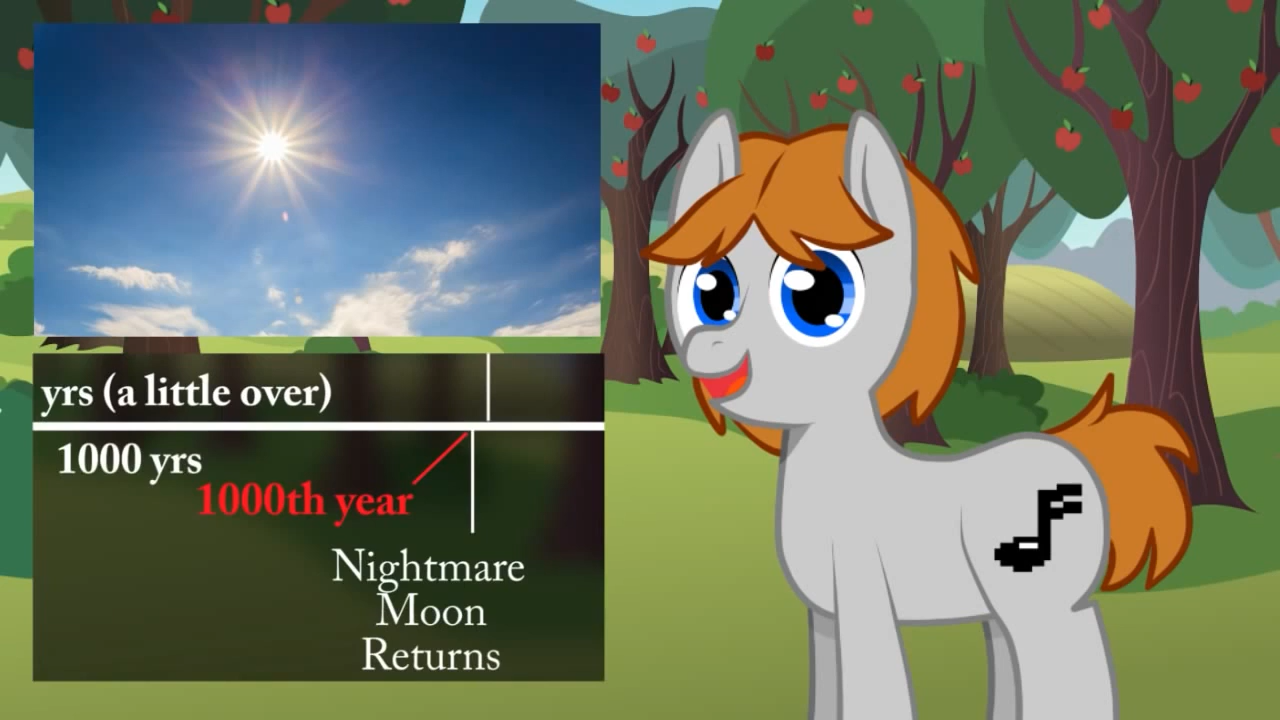 yrs (a little over)
1000 yrs
1000th year
Nightmare
Moon
Returns